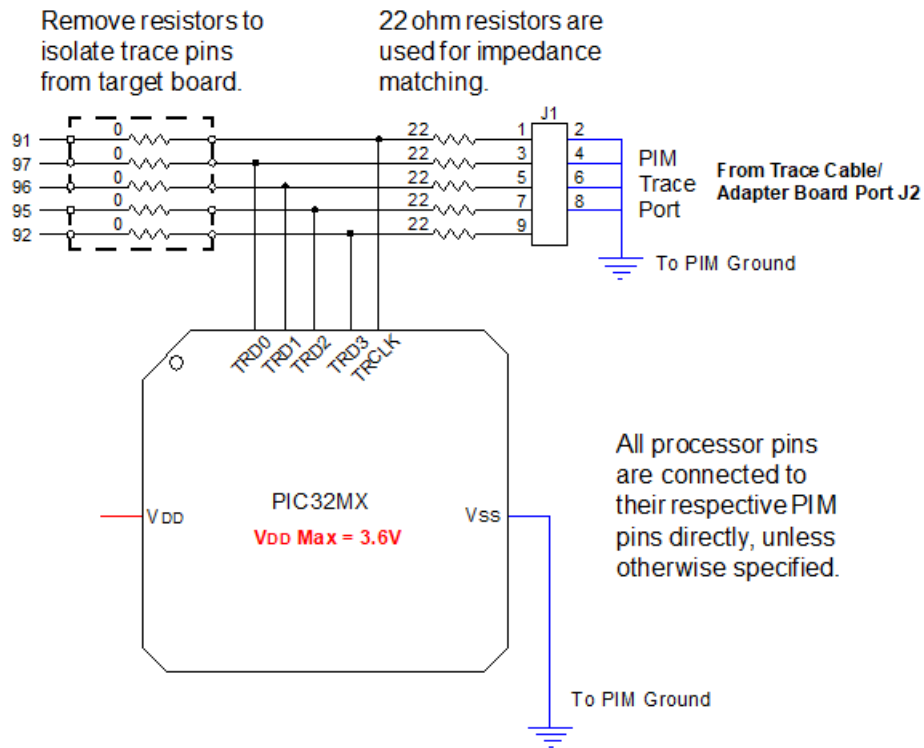 Remove resistors to
isolate trace pins
from target board.
22 ohm resistors are
used for impedance
matching.
J1
91 0 22 1 2
97 0 22 3 4
96 0 22 5 6
95 0 22 7 8
92 0 22 9
PIM
Trace
Port
From Trace Cable/
Adapter Board Port J2
To PIM Ground
TRD0 TRD1 TRD2 TRD3 TRCLK
PIC32MX
VDD
VDD Max = 3.6V
VSS
All processor pins
are connected to
their respective PIM
pins directly, unless
otherwise specified.
To PIM Ground